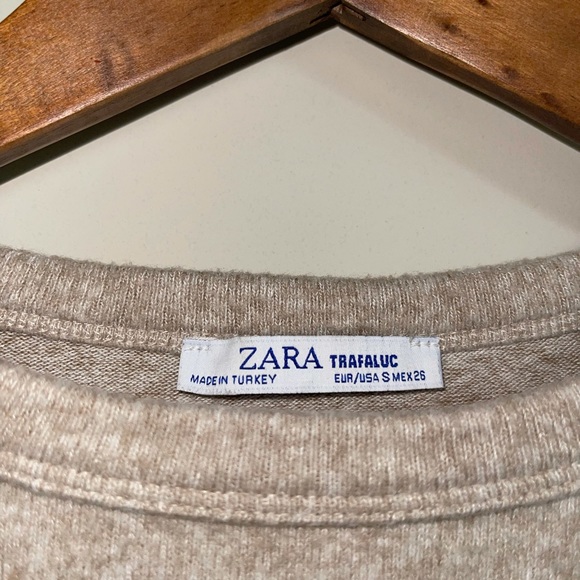 ZARA TRAFALUC
MADE IN TURKEY EUR/USA S MEX 26